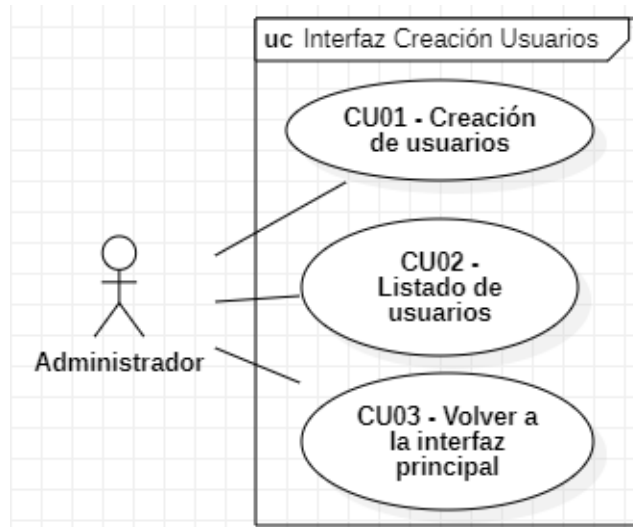 uc Interfaz Creación Usuarios
CU01 - Creación
de usuarios
CU02 -
Listado de
usuarios
Administrador
CU03 - Volver a
la interfaz
principal